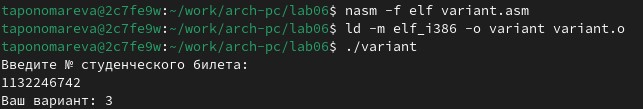 taponomareva@2c7fe9w:~/work/arch-pc/lab06$ nasm -f elf variant.asm
taponomareva@2c7fe9w:~/work/arch-pc/lab06$ ld -m elf_i386 -o variant variant.o
taponomareva@2c7fe9w:~/work/arch-pc/lab06$ ./variant
Введите № студенческого билета:
1132246742
Ваш вариант: 3